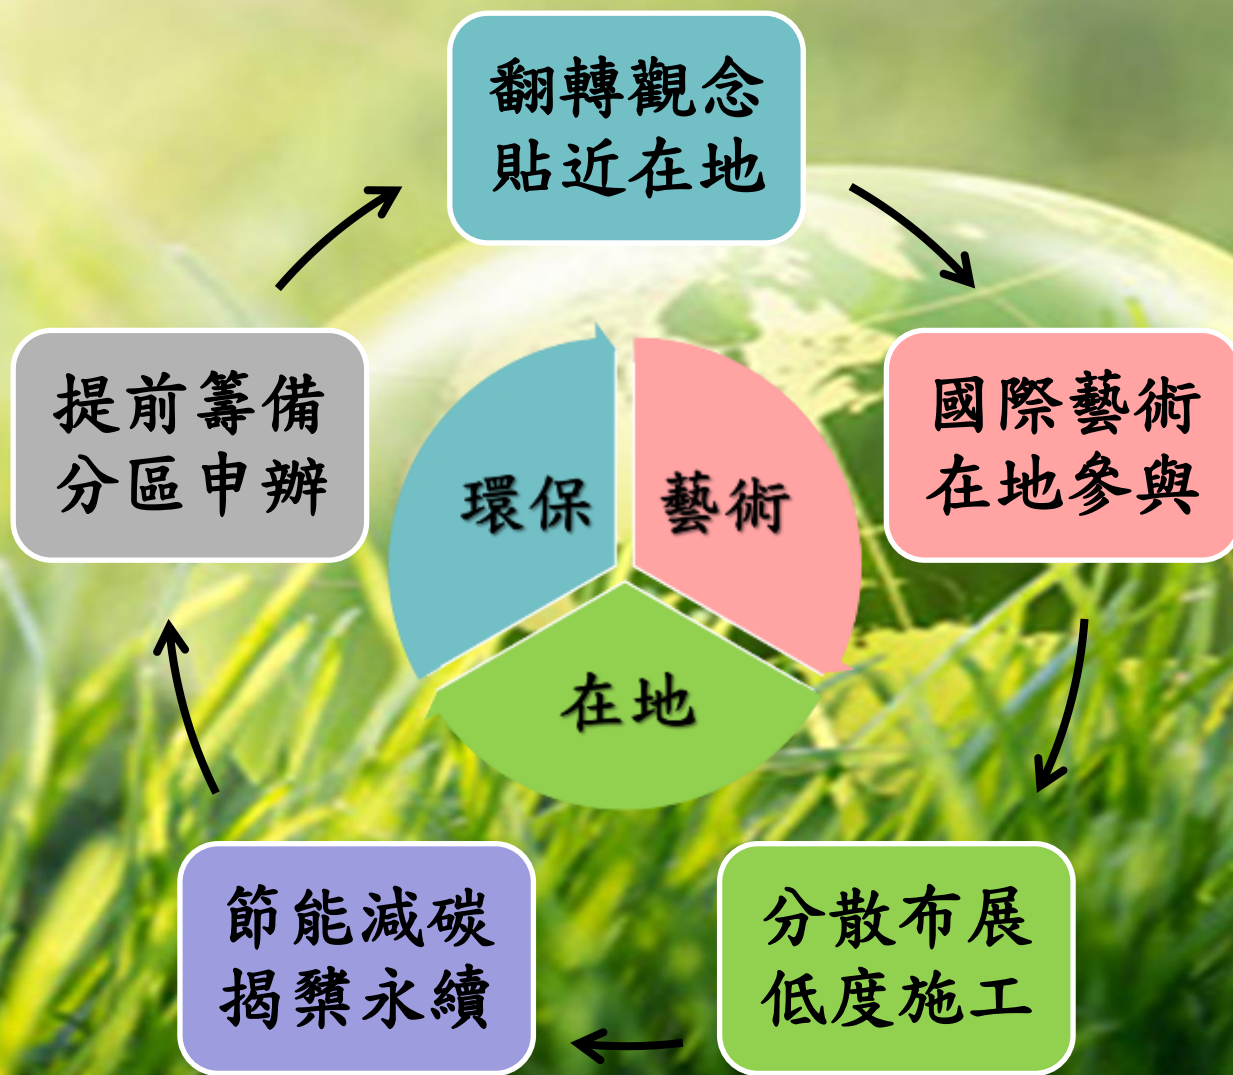 翻轉觀念
貼近在地
國際藝術
在地參與
分散布展
低度施工
節能減碳
揭櫫永續
提前籌備
分區申辦
環保
藝術
在地